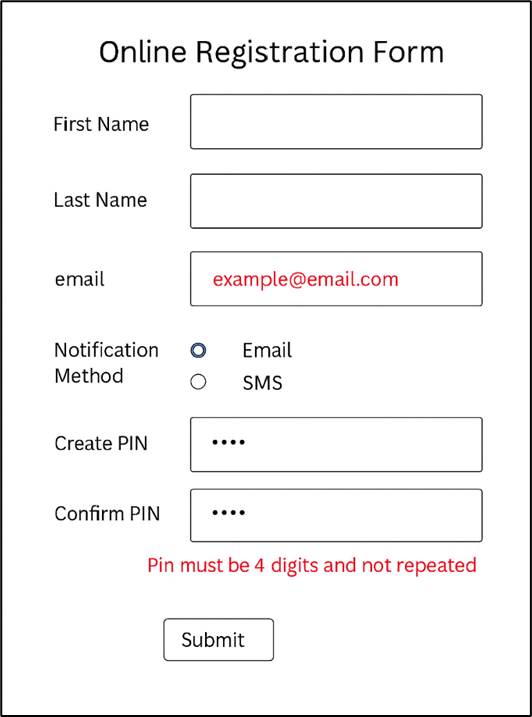 Online Registration Form
First Name
Last Name
email
example@email.com
Notification
Method
Email
SMS
Create PIN
••••
Confirm PIN
••••
Pin must be 4 digits and not repeated
Submit